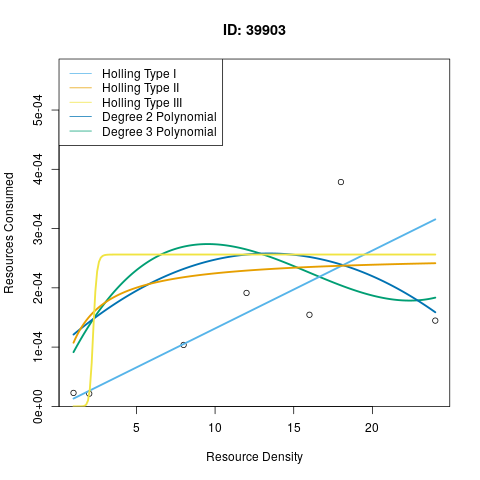 ID: 39903
Holling Type I
Holling Type II
Holling Type III
Degree 2 Polynomial
Degree 3 Polynomial
Resources Consumed
5e-04
4e-04
3e-04
2e-04
1e-04
0e+00
5 10 15 20
Resource Density